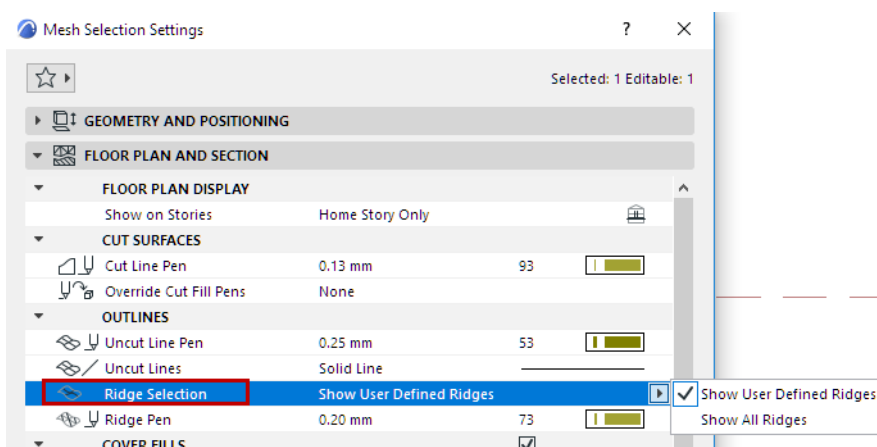 Mesh Selection Settings ? ×
Selected: 1 Editable: 1
GEOMETRY AND POSITIONING
FLOOR PLAN AND SECTION
FLOOR PLAN DISPLAY
Show on Stories Home Story Only
CUT SURFACES
Cut Line Pen 0.13 mm 93
Override Cut Fill Pens None
OUTLINES
Uncut Line Pen 0.25 mm 53
Uncut Lines Solid Line
Ridge Selection Show User Defined Ridges Show User Defined Ridges
Show All Ridges
Ridge Pen 0.20 mm 73
COVER FILLS